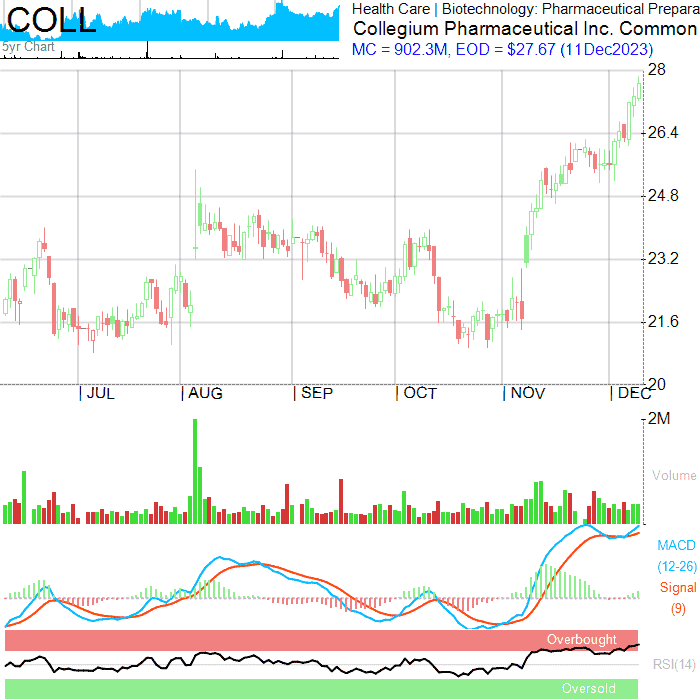 COLL
5yr Chart
Health Care | Biotechnology: Pharmaceutical Prepara
Collegium Pharmaceutical Inc. Common
MC = 902.3M, EOD = $27.67 (11Dec2023)
28
26.4
24.8
23.2
21.6
20
JUL
AUG
SEP
OCT
NOV
DEC
2M
Volume
MACD
(12-26)
Signal
(9)
Overbought
RSI(14)
Oversold